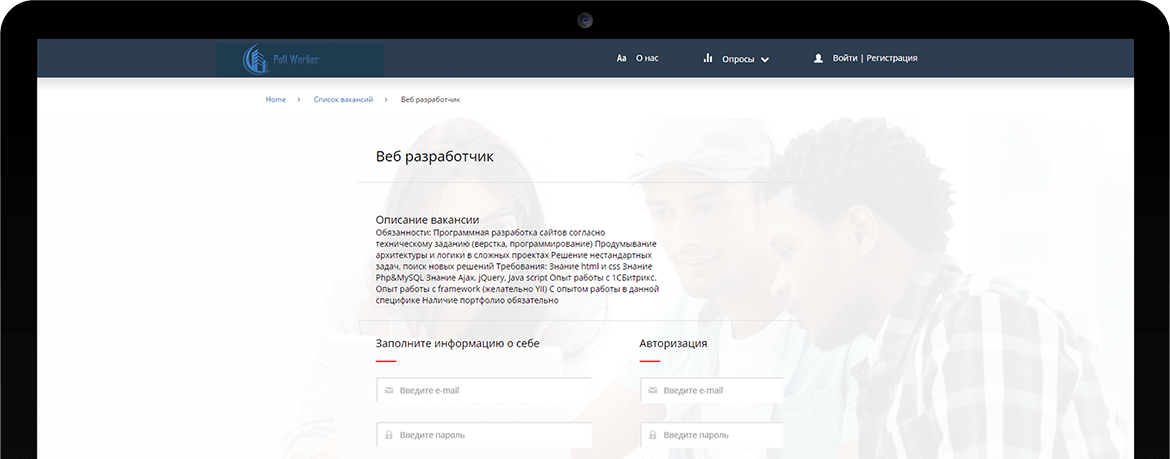 Poll Worker
Aa О нас
Опросы
Войти | Регистрация
Home > Список вакансий > Веб разработчик
Веб разработчик
Описание вакансии
Обязанности: Программная разработка сайтов согласно
техническому заданию (верстка, программирование) Продумывание
архитектуры и логики в сложных проектах Решение нестандартных
задач, поиск новых решений Требования: Знание html и css Знание
Php&MySQL Знание Ajax, jQuery, Java script Опыт работы с 1СБитрикс.
Опыт работы с framework (желательно YII) С опытом работы в данной
специфике Наличие портфолио обязательно
Заполните информацию о себе
Введите e-mail
Введите пароль
Авторизация
Введите e-mail
Введите пароль